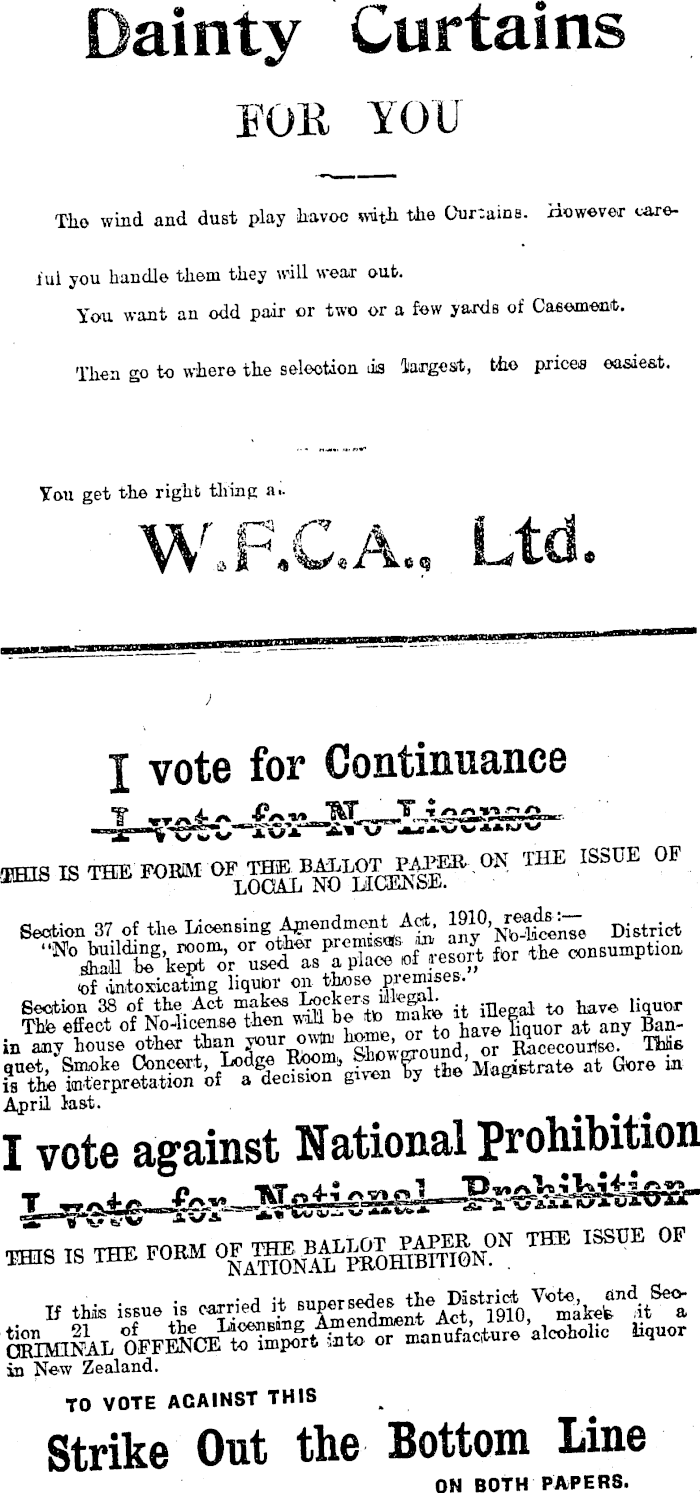 Dainty Curtains
FOR YOU
The wind and dust play havoc with the Curtains. However care-
ful you handle them they will wear out.
You want an odd pair or two or a few yards of Casement.
Then go to where the selection is largest, the prices easiest.
You get the right thing at
W.F.C.A., Ltd.
I vote for Continuance
I vote for No License
THIS IS THE FORM OF THE BALLOT PAPER ON THE ISSUE OF
LOCAL NO LICENSE.
Section 37 of the Licensing Amendment Act, 1910, reads:—
"No building, room, or other premises in any No-license District
shall be kept or used as a place of resort for the consumption
of intoxicating liquor on those premises."
Section 38 of the Act makes Lockers illegal.
The effect of No-license then will be to make it illegal to have liquor
in any house other than your own home, or to have liquor at any Ban-
quet, Smoke Concert, Lodge Room, Showground, or Racecourse. This
is the interpretation of a decision given by the Magistrate at Gore in
April last.
I vote against National Prohibition
I vote for National Prohibition
THIS IS THE FORM OF THE BALLOT PAPER ON THE ISSUE OF
NATIONAL PROHIBITION.
If this issue is carried it supersedes the District Vote, and Sec-
tion 21 of the Licensing Amendment Act, 1910, makes it a
CRIMINAL OFFENCE to import into or manufacture alcoholic liquor
in New Zealand.
TO VOTE AGAINST THIS
Strike Out the Bottom Line
ON BOTH PAPERS.